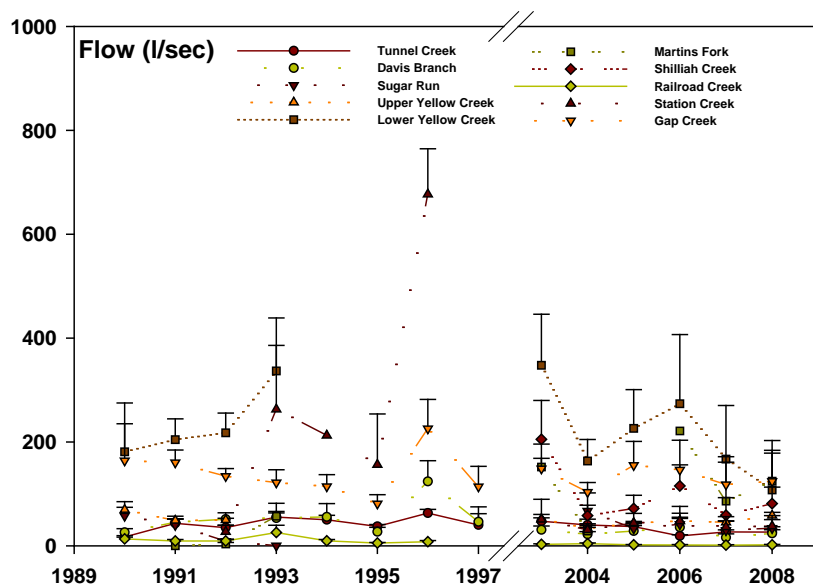 1000
Flow (l/sec)
Tunnel Creek
Davis Branch
Sugar Run
Upper Yellow Creek
Lower Yellow Creek
Martins Fork
Shilliah Creek
Railroad Creek
Station Creek
Gap Creek
800
600
400
200
0
1989 1991 1993 1995 1997 2004 2006 2008